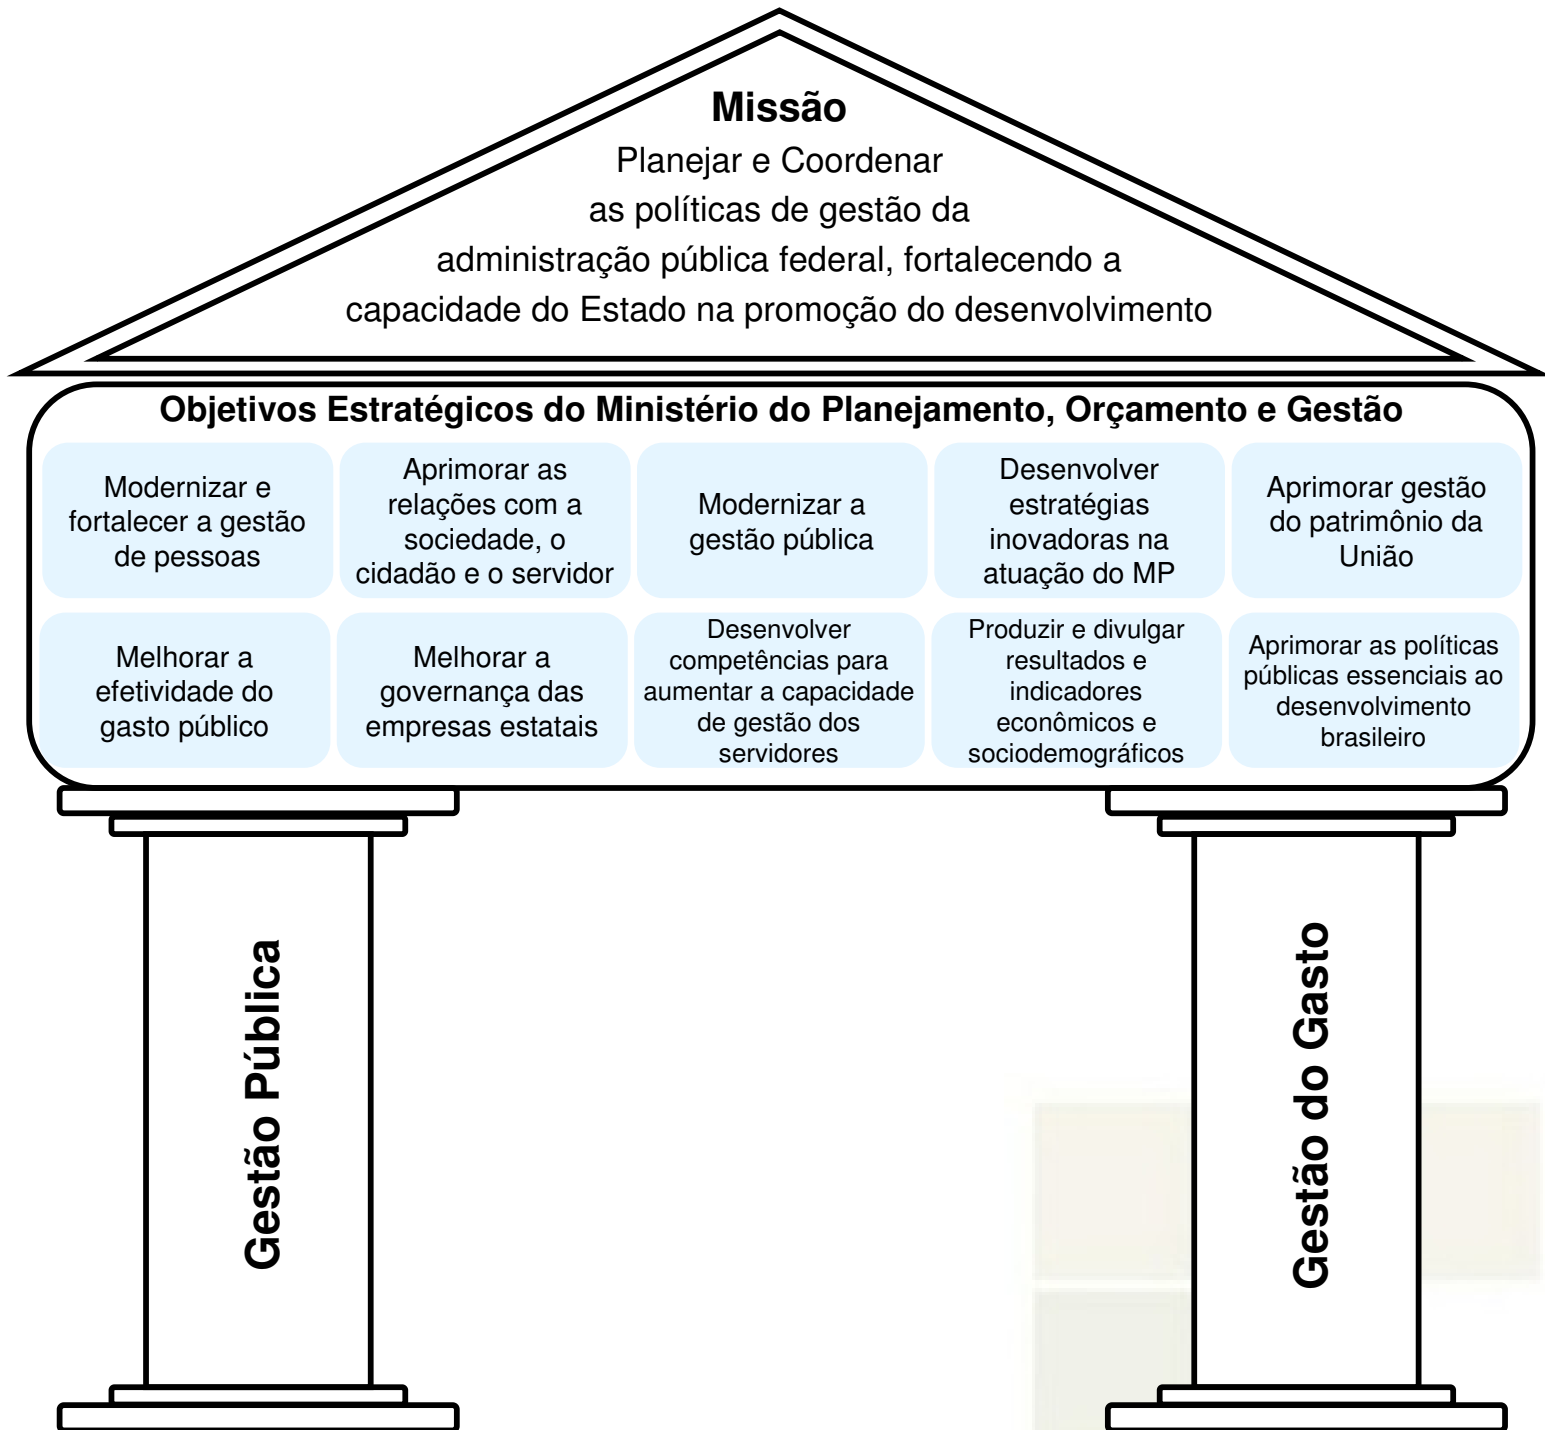 Missão
Planejar e Coordenar
as políticas de gestão da
administração pública federal, fortalecendo a
capacidade do Estado na promoção do desenvolvimento
Objetivos Estratégicos do Ministério do Planejamento, Orçamento e Gestão
Modernizar e
fortalecer a gestão
de pessoas
Aprimorar as
relações com a
sociedade, o
cidadão e o servidor
Modernizar a
gestão pública
Desenvolver
estratégias
inovadoras na
atuação do MP
Aprimorar gestão
do patrimônio da
União
Melhorar a
efetividade do
gasto público
Melhorar a
governança das
empresas estatais
Desenvolver
competências para
aumentar a capacidade
de gestão dos
servidores
Produzir e divulgar
resultados e
indicadores
econômicos e
sociodemográficos
Aprimorar as políticas
públicas essenciais ao
desenvolvimento
brasileiro
Gestão Pública
Gestão do Gasto